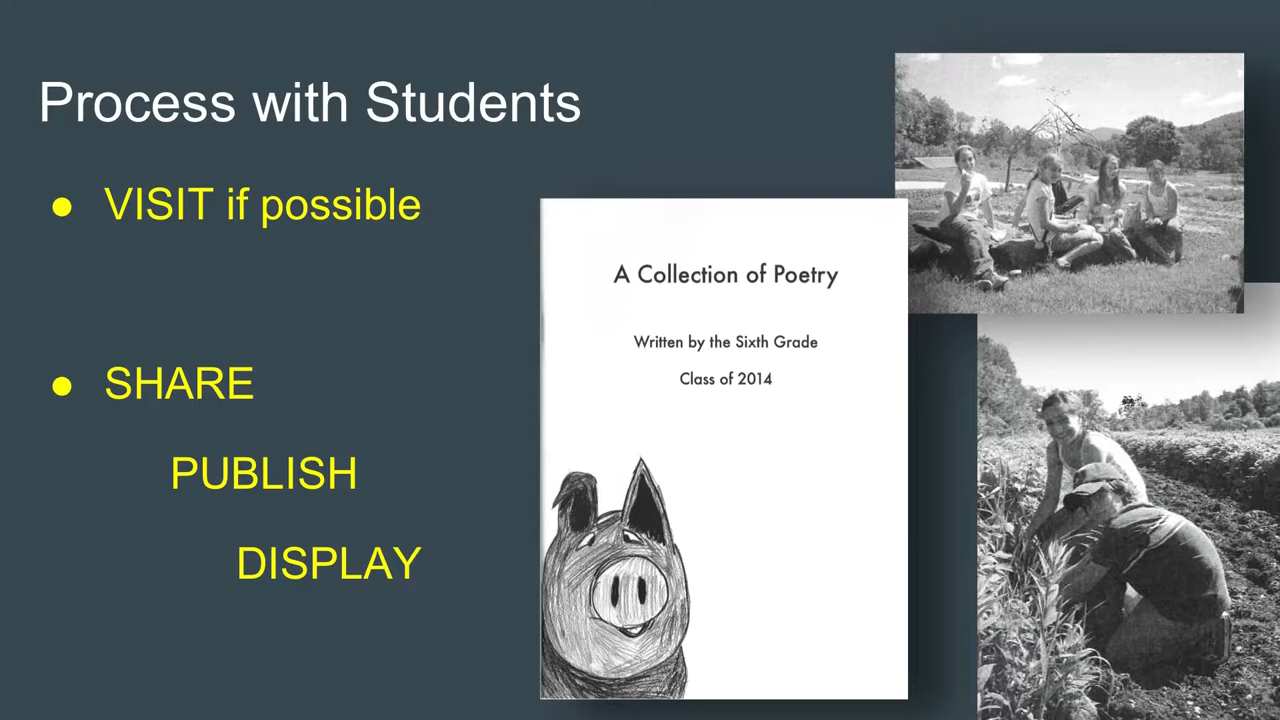 Process with Students
● VISIT if possible
● SHARE
PUBLISH
DISPLAY
A Collection of Poetry
Written by the Sixth Grade
Class of 2014